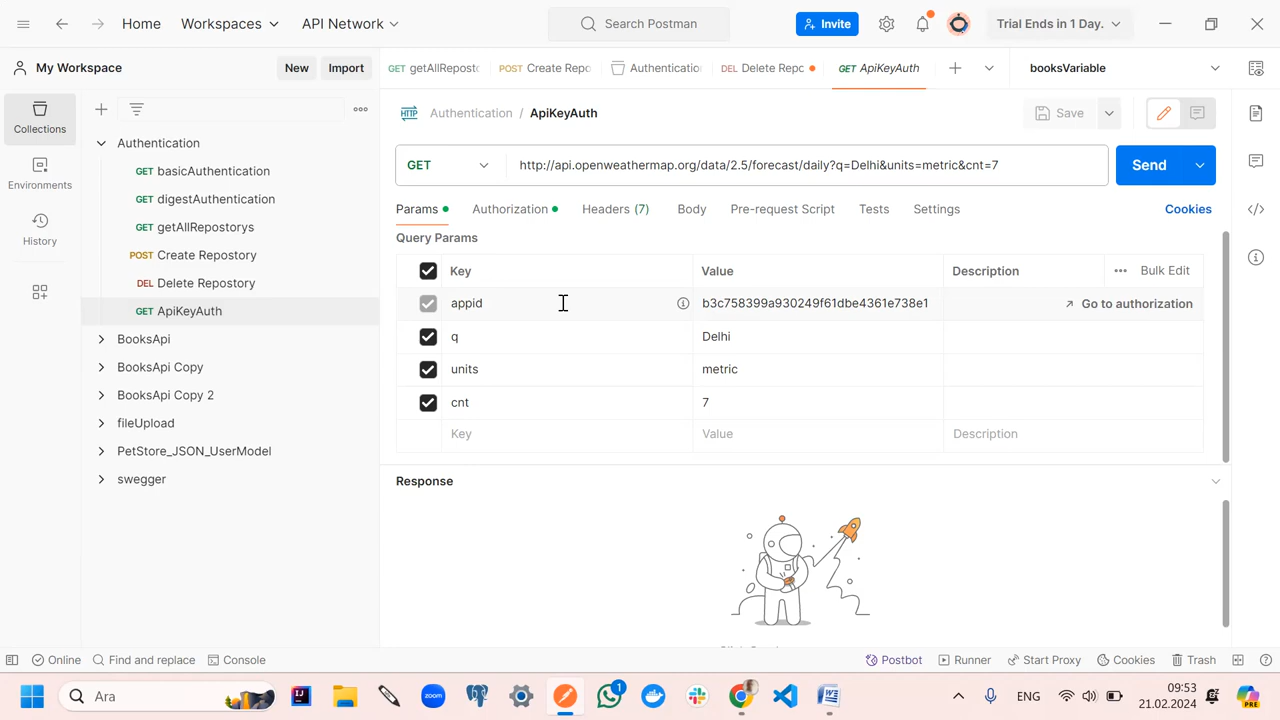 Home Workspaces API Network Search Postman Invite Trial Ends in 1 Day.
My Workspace New Import GET getAllReposto POST Create Repo Authenticatio DEL Delete Repo GET ApiKeyAuth booksVariable
Collections
Environments
History
Authentication
GET basicAuthentication
GET digestAuthentication
GET getAllRepostorys
POST Create Repostory
DEL Delete Repostory
GET ApiKeyAuth
BooksApi
BooksApi Copy
BooksApi Copy 2
fileUpload
PetStore_JSON_UserModel
swegger
HTTP Authentication / ApiKeyAuth Save
GET http://api.openweathermap.org/data/2.5/forecast/daily?q=Delhi&units=metric&cnt=7 Send
Params Authorization Headers (7) Body Pre-request Script Tests Settings Cookies
Query Params
Key Value Description Bulk Edit
appid b3c758399a930249f61dbe4361e738e1 Go to authorization
q Delhi
units metric
cnt 7
Key Value Description
Response
Online Find and replace Console Postbot Runner Start Proxy Cookies Trash
Ara zoom 1 ENG 09:53
21.02.2024 PRE